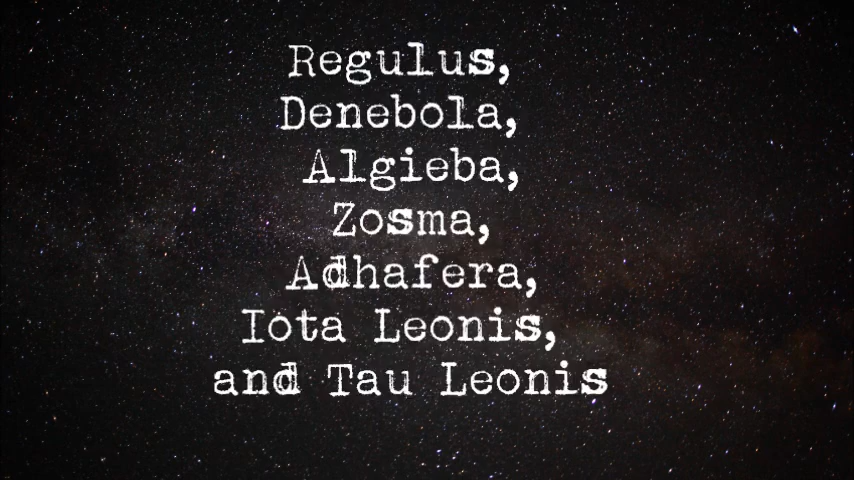 Regulus,
Denebola,
Algieba,
Zosma,
Adhafera,
Iota Leonis,
and Tau Leonis